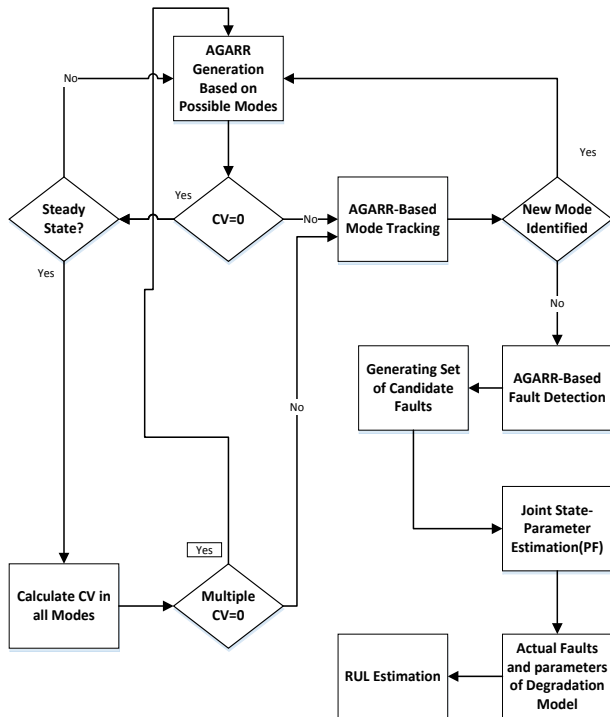 AGARR
Generation
Based on
Possible Modes
No
Yes
Yes
Steady
State?
CV=0
No
AGARR-Based
Mode Tracking
New Mode
Identified
Yes
No
Generating Set
of Candidate
Faults
AGARR-Based
Fault Detection
No
Joint State-
Parameter
Estimation(PF)
Yes
Calculate CV in
all Modes
Multiple
CV=0
RUL Estimation
Actual Faults
and parameters
of Degradation
Model